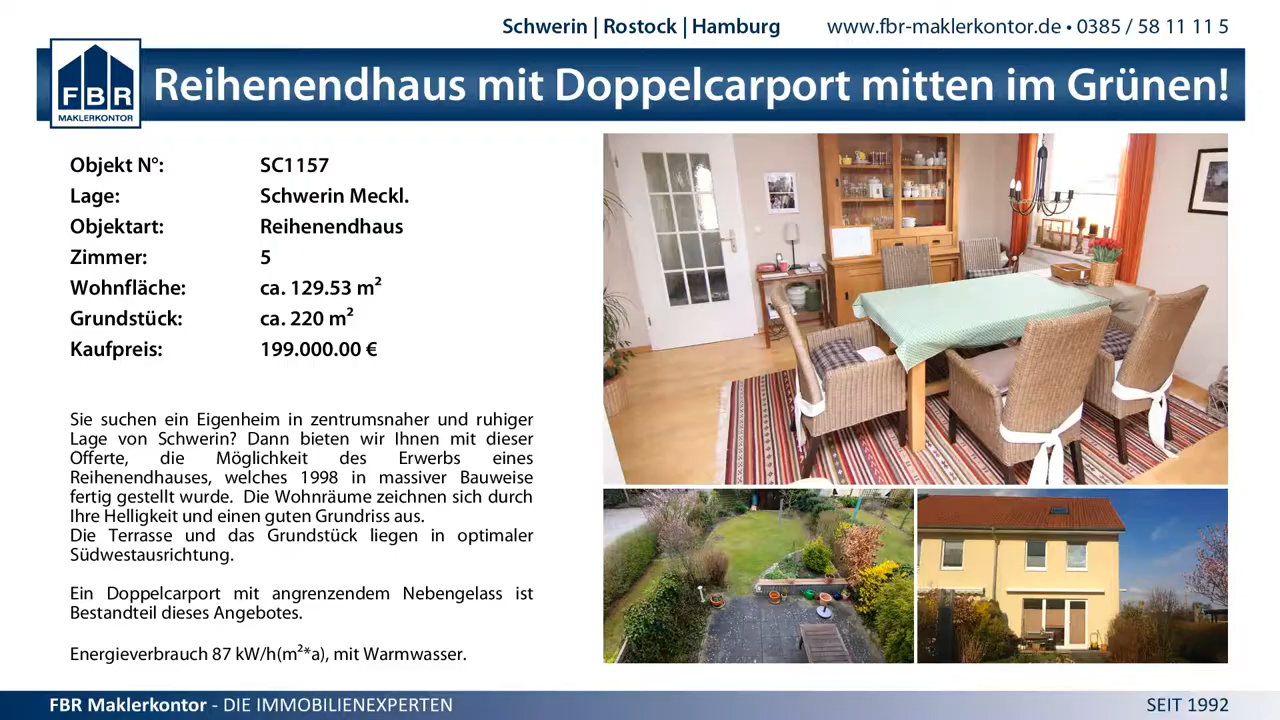 Schwerin | Rostock | Hamburg www.fbr-maklerkontor.de • 0385 / 58 11 11 5
FBR
MAKLERKONTOR
Reihenendhaus mit Doppelcarport mitten im Grünen!
Objekt N°: SC1157
Lage: Schwerin Meckl.
Objektart: Reihenendhaus
Zimmer: 5
Wohnfläche: ca. 129.53 m²
Grundstück: ca. 220 m²
Kaufpreis: 199.000.00 €
Sie suchen ein Eigenheim in zentrumsnaher und ruhiger
Lage von Schwerin? Dann bieten wir Ihnen mit dieser
Offerte, die Möglichkeit des Erwerbs eines
Reihenendhauses, welches 1998 in massiver Bauweise
fertig gestellt wurde. Die Wohnräume zeichnen sich durch
Ihre Helligkeit und einen guten Grundriss aus.
Die Terrasse und das Grundstück liegen in optimaler
Südwestausrichtung.
Ein Doppelcarport mit angrenzendem Nebengelass ist
Bestandteil dieses Angebotes.
Energieverbrauch 87 kW/h(m²*a), mit Warmwasser.
FBR Maklerkontor - DIE IMMOBILIENEXPERTEN SEIT 1992